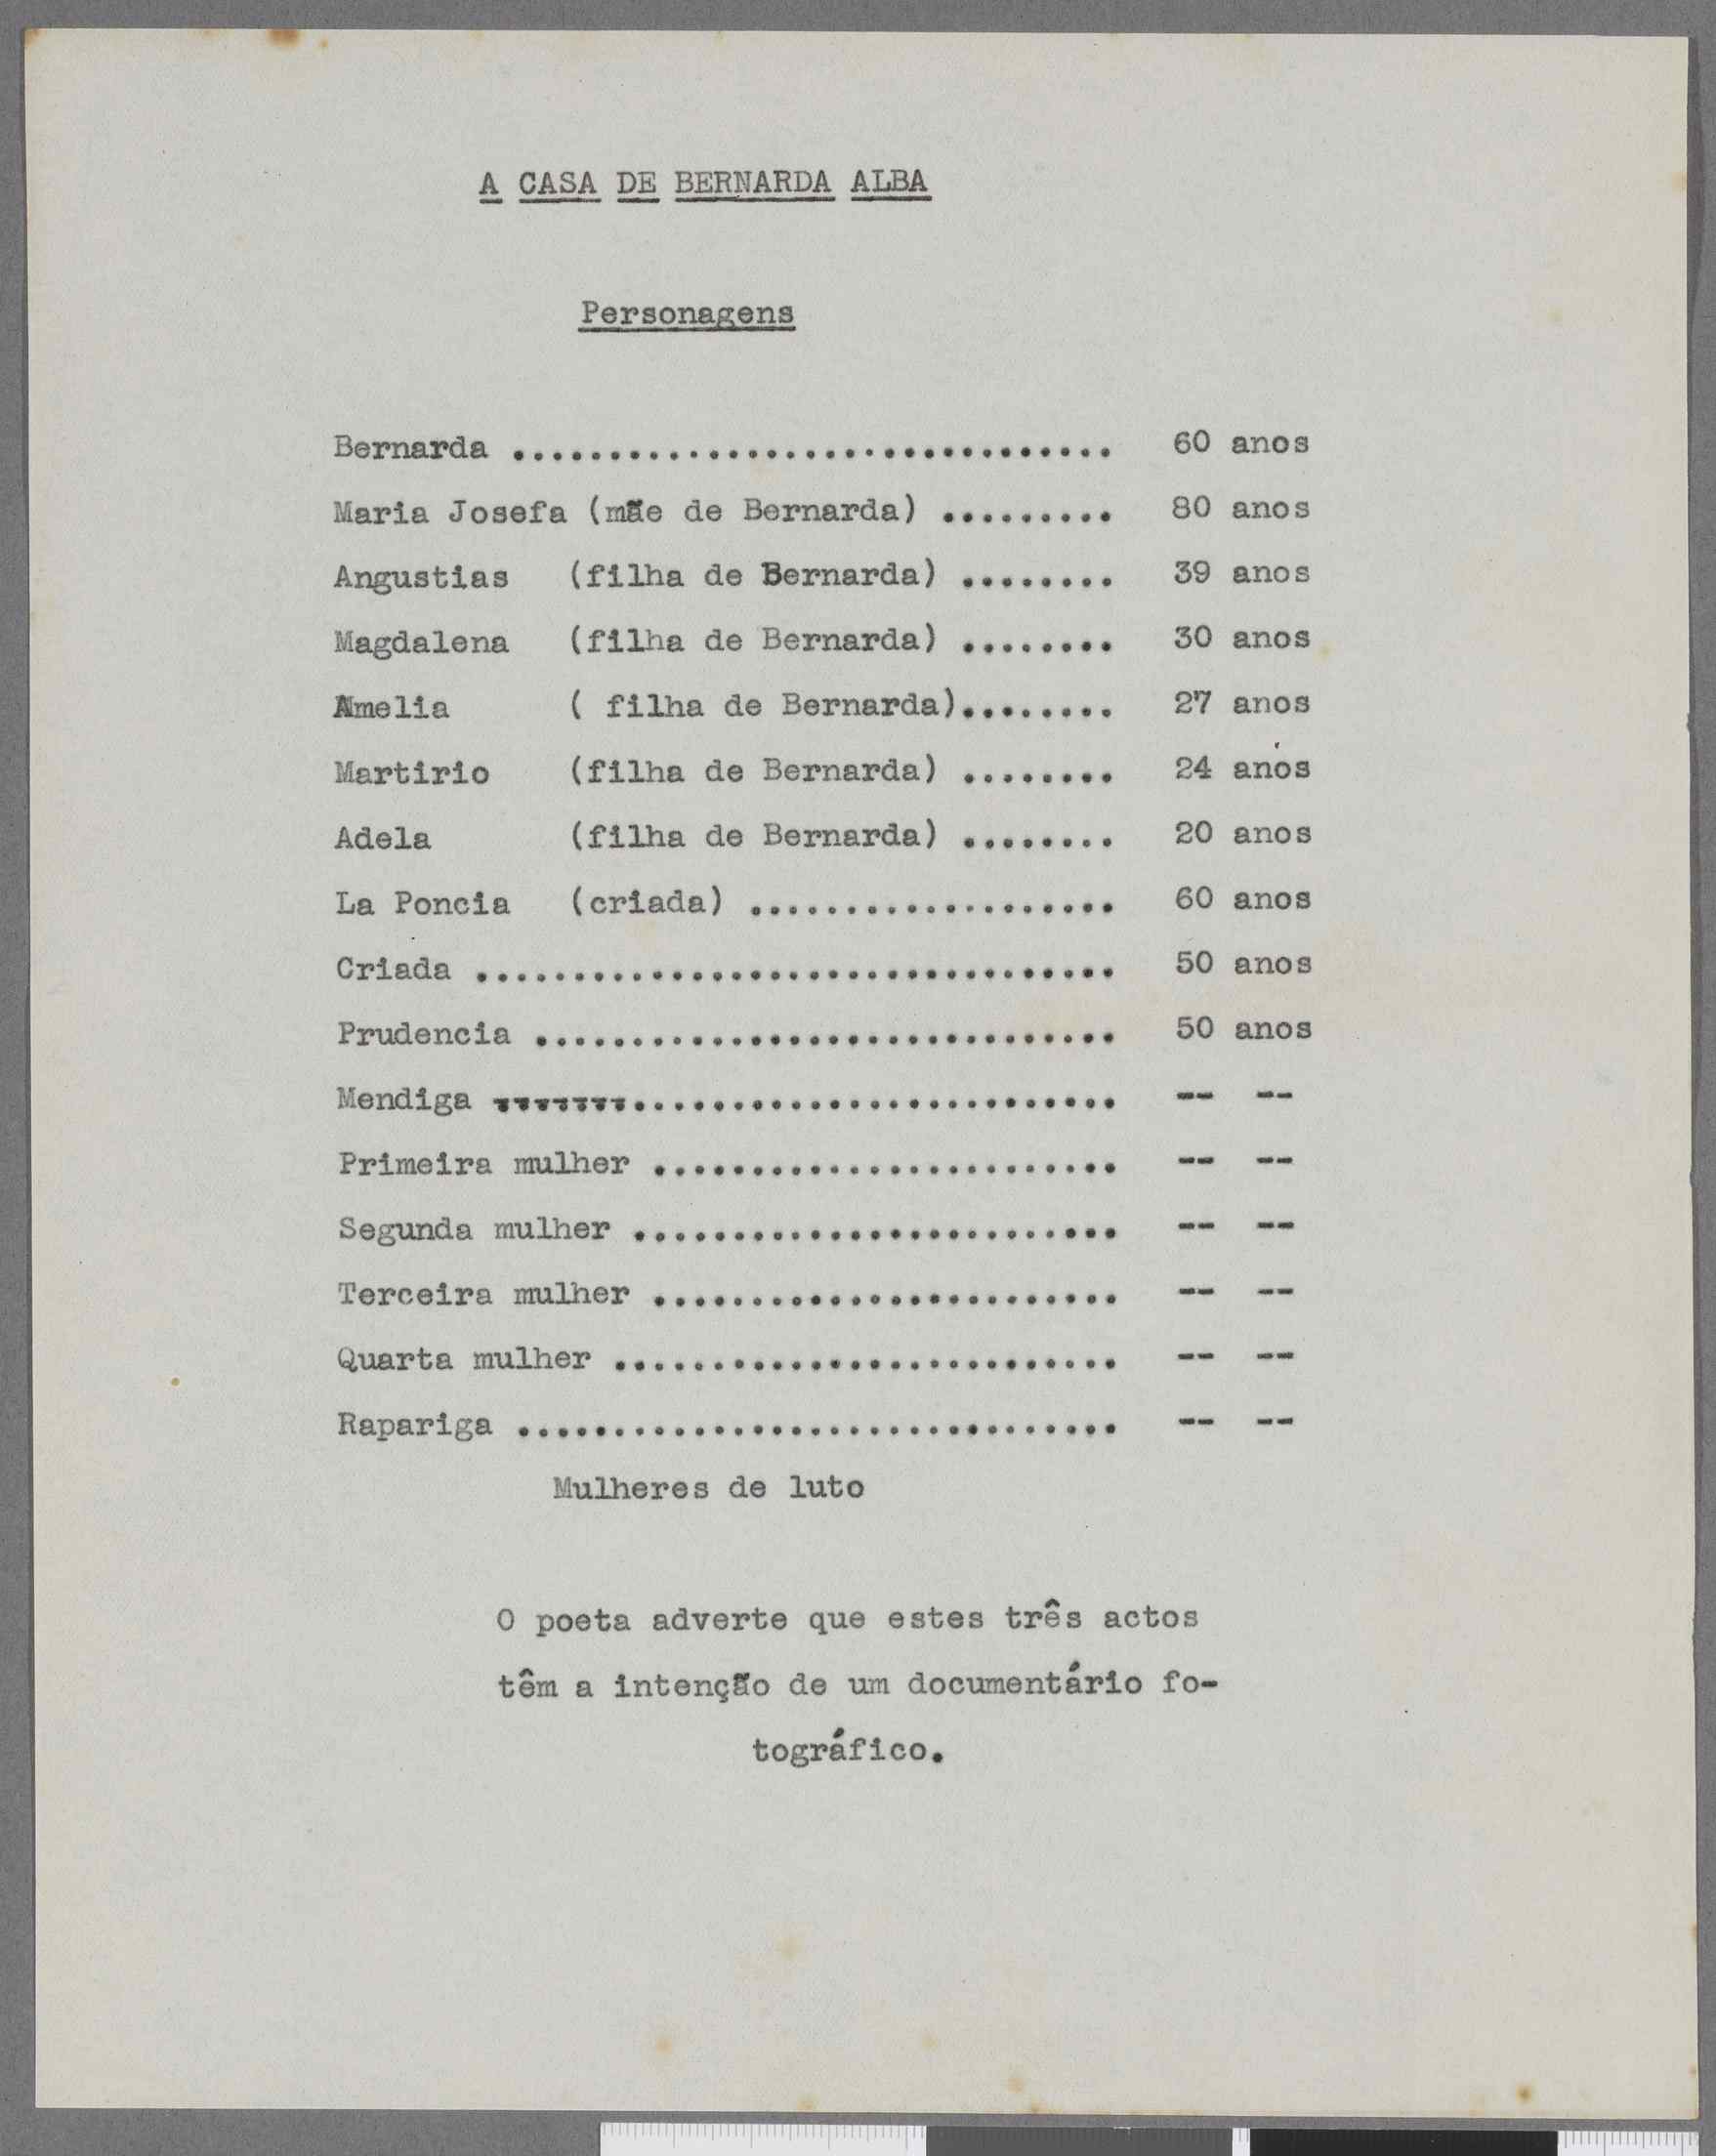 A CASA DE BERNARDA ALBA
Personagens
Bernarda ............................... 60 anos
Maria Josefa (mãe de Bernarda) ......... 80 anos
Angustias (filha de Bernarda) ........ 39 anos
Magdalena (filha de Bernarda) ........ 30 anos
Amelia ( filha de Bernarda)........ 27 anos
Martirio (filha de Bernarda) ........ 24 anos
Adela (filha de Bernarda) ........ 20 anos
La Poncia (criada) ................... 60 anos
Criada ................................. 50 anos
Prudencia .............................. 50 anos
Mendiga ................................ -- --
Primeira mulher ........................ -- --
Segunda mulher ......................... -- --
Terceira mulher ........................ -- --
Quarta mulher .......................... -- --
Rapariga ............................... -- --
Mulheres de luto
O poeta adverte que estes três actos
têm a intenção de um documentário fo-
tográfico.